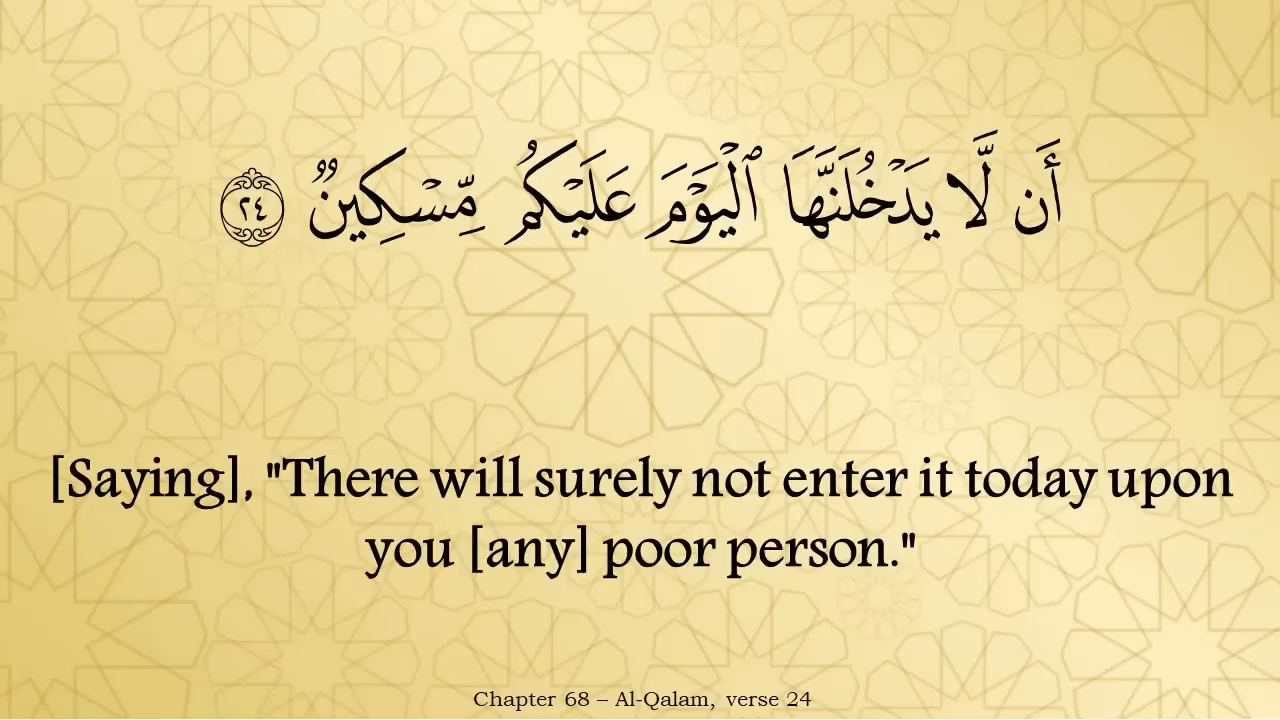 أَن لَّا يَدْخُلَنَّهَا ٱلْيَوْمَ عَلَيْكُم مِّسْكِينٌ ٢٤
[Saying], "There will surely not enter it today upon
you [any] poor person."
Chapter 68 – Al-Qalam, verse 24